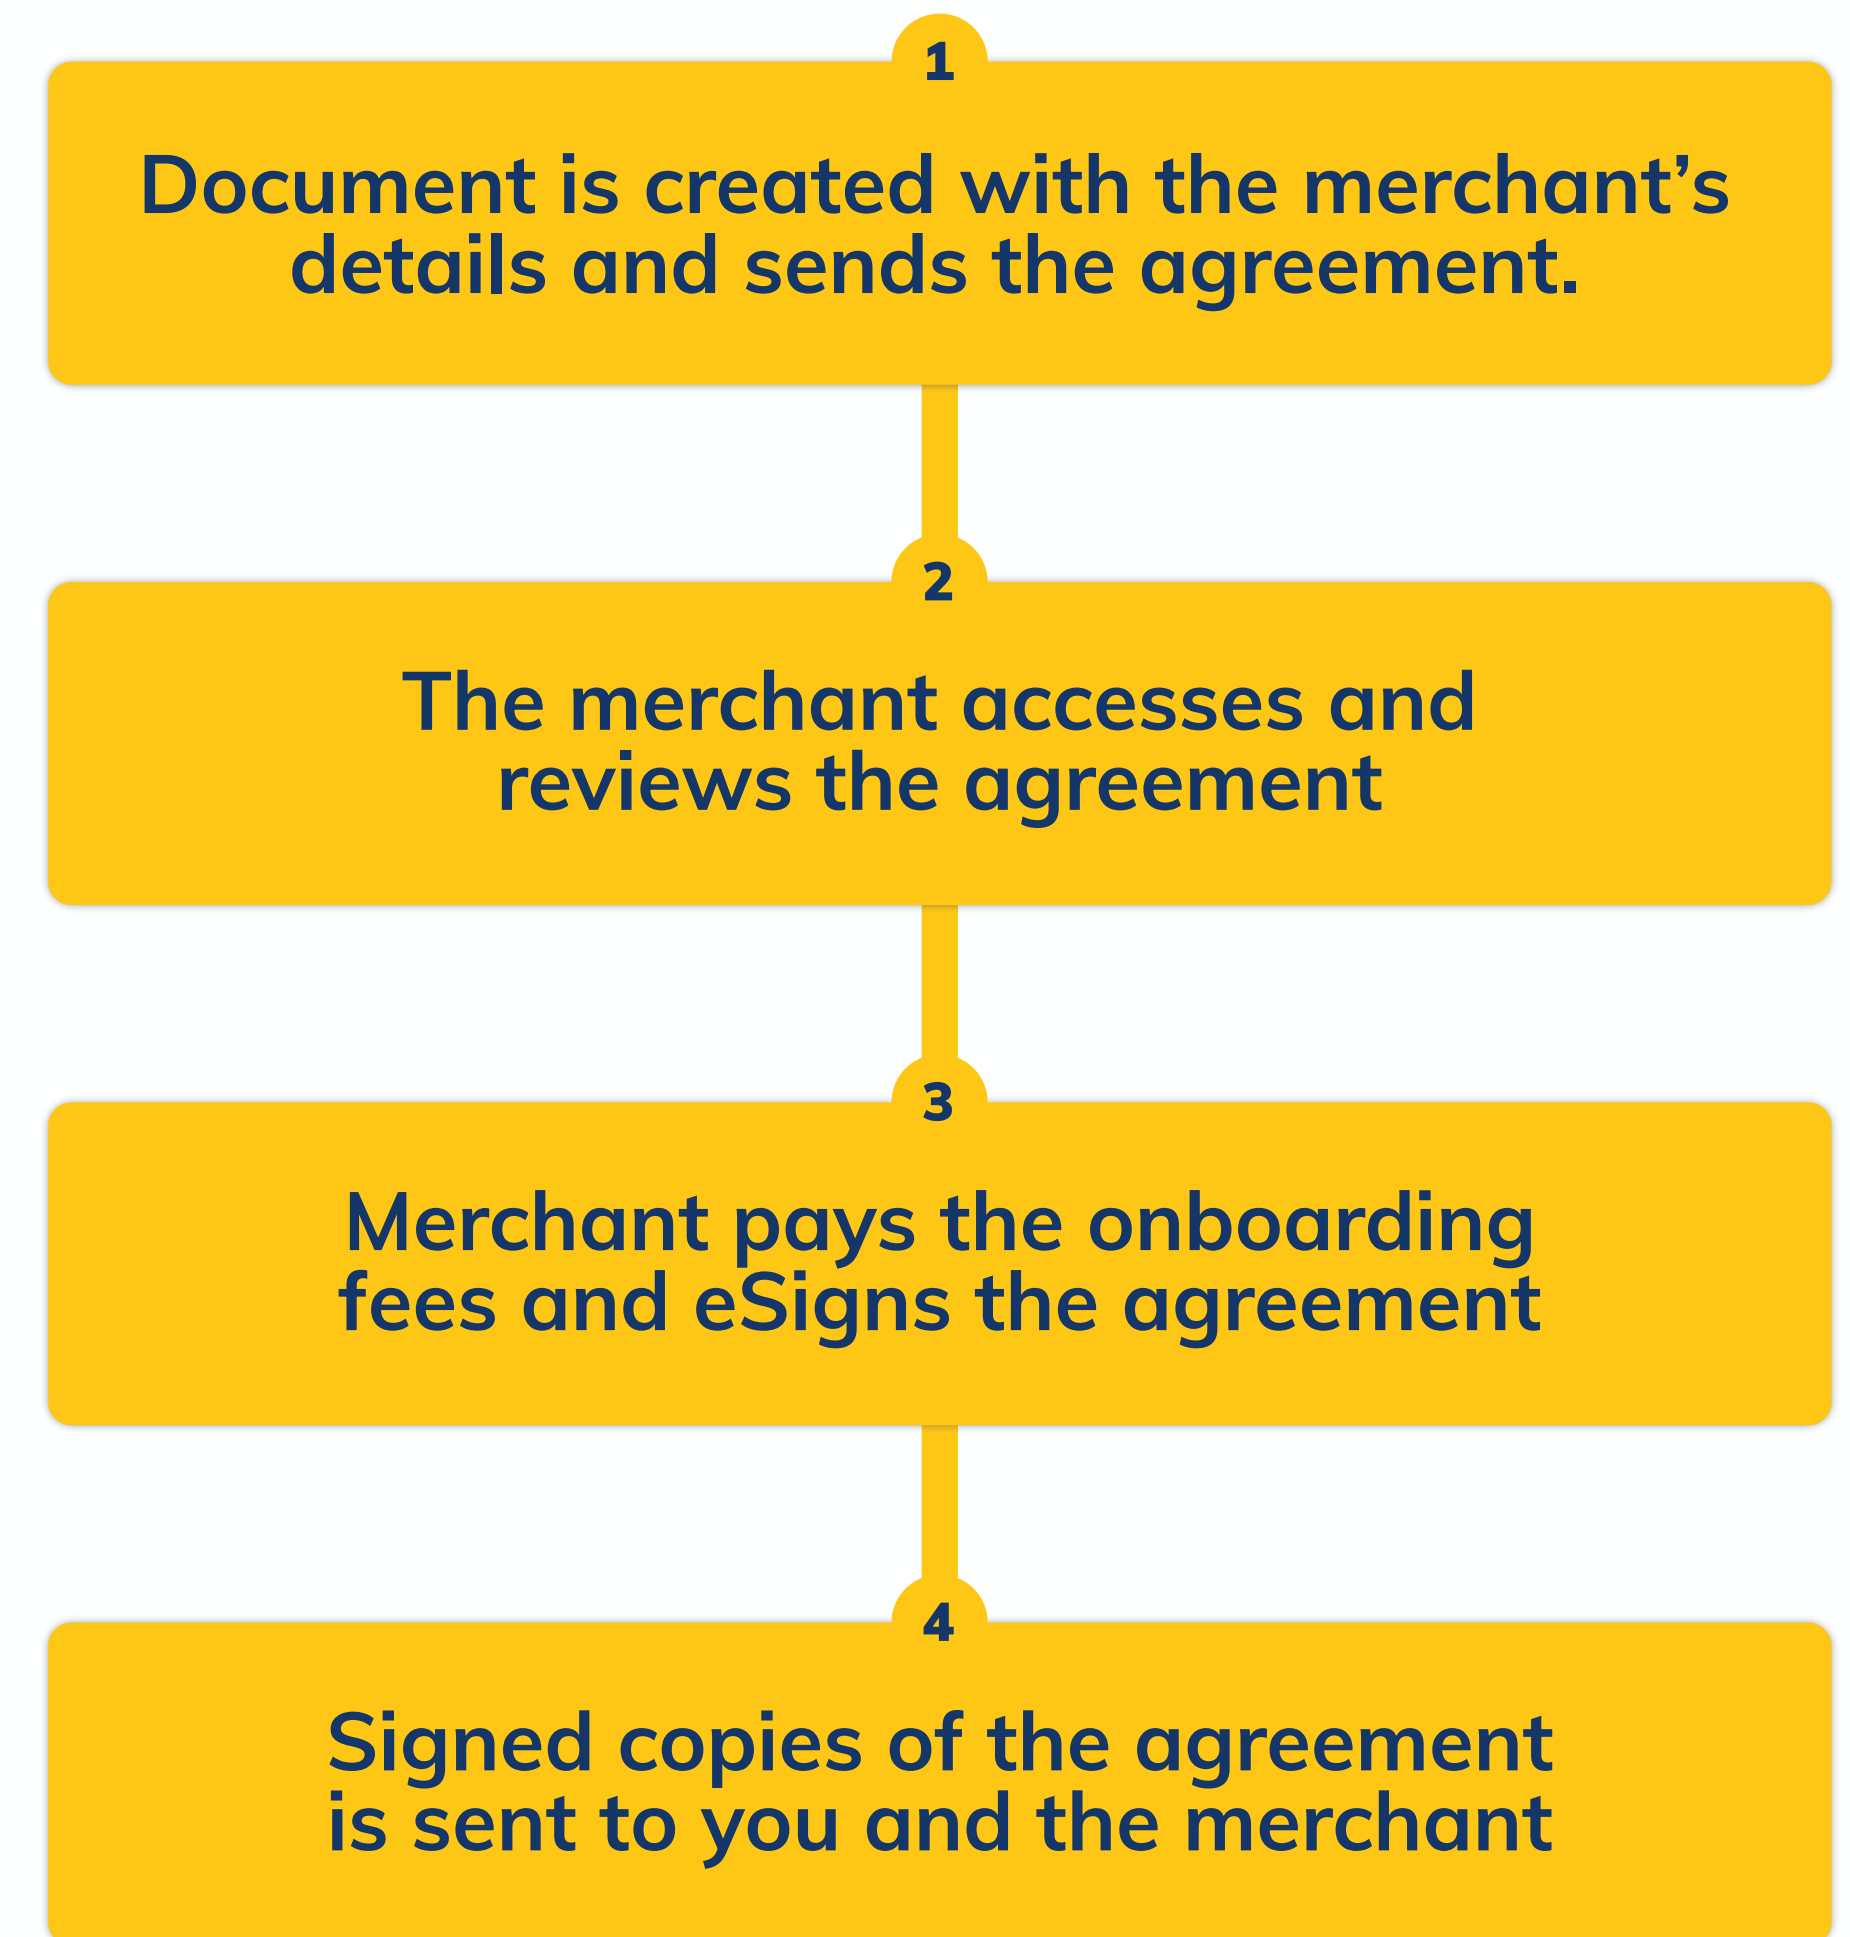 1
Document is created with the merchant’s
details and sends the agreement.
2
The merchant accesses and
reviews the agreement
3
Merchant pays the onboarding
fees and eSigns the agreement
4
Signed copies of the agreement
is sent to you and the merchant